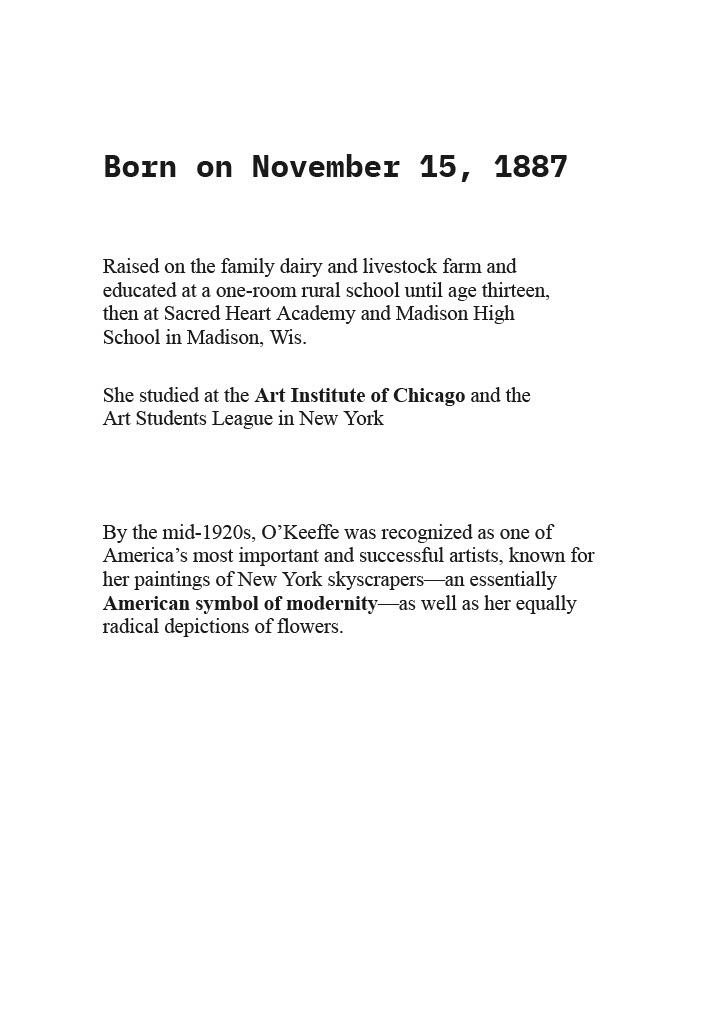 Born on November 15, 1887
Raised on the family dairy and livestock farm and
educated at a one-room rural school until age thirteen,
then at Sacred Heart Academy and Madison High
School in Madison, Wis.
She studied at the Art Institute of Chicago and the
Art Students League in New York
By the mid-1920s, O’Keeffe was recognized as one of
America’s most important and successful artists, known for
her paintings of New York skyscrapers—an essentially
American symbol of modernity—as well as her equally
radical depictions of flowers.